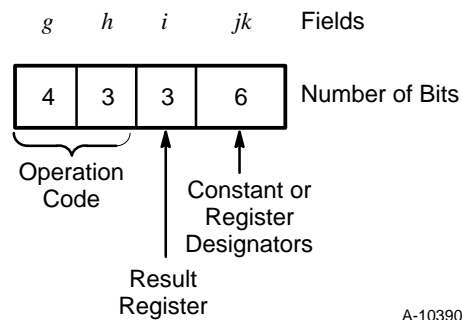 g h i jk Fields
4 3 3 6 Number of Bits
Operation
Code
Constant or
Register
Designators
Result
Register
A-10390